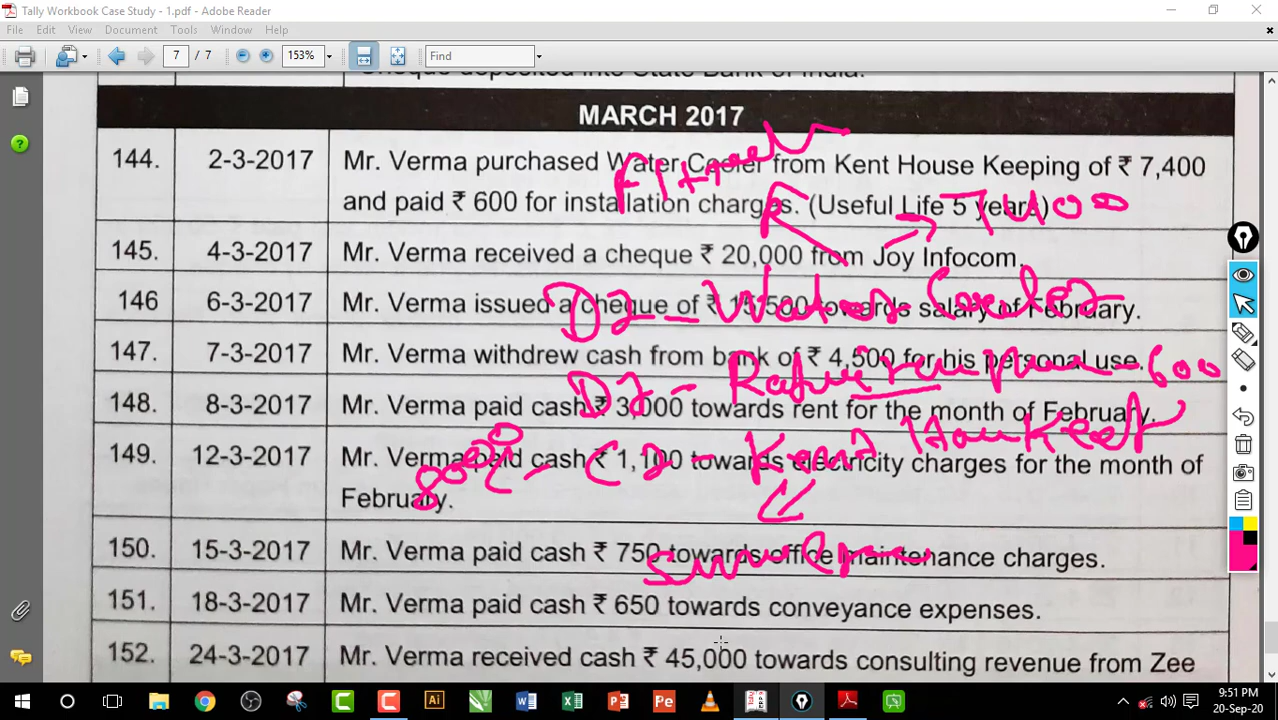 Tally Workbook Case Study - 1.pdf - Adobe Reader
File Edit View Document Tools Window Help
7 / 7 153% Find
Cheque deposited into State Bank of India.
MARCH 2017
144. 2-3-2017 Mr. Verma purchased Water Cooler from Kent House Keeping of ₹ 7,400
and paid ₹ 600 for installation charges. (Useful Life 5 years)
7400
145. 4-3-2017 Mr. Verma received a cheque ₹ 20,000 from Joy Infocom.
146 6-3-2017 Mr. Verma issued a cheque of ₹ 15,500 towards salary of February.
147. 7-3-2017 Mr. Verma withdrew cash from bank of ₹ 4,500 for his personal use.
600
148. 8-3-2017 Mr. Verma paid cash ₹ 3,000 towards rent for the month of February.
149. 12-3-2017 Mr. Verma paid cash ₹ 1,100 towards electricity charges for the month of
February.
150. 15-3-2017 Mr. Verma paid cash ₹ 750 towards office maintenance charges.
151. 18-3-2017 Mr. Verma paid cash ₹ 650 towards conveyance expenses.
152. 24-3-2017 Mr. Verma received cash ₹ 45,000 towards consulting revenue from Zee
9:51 PM
20-Sep-20